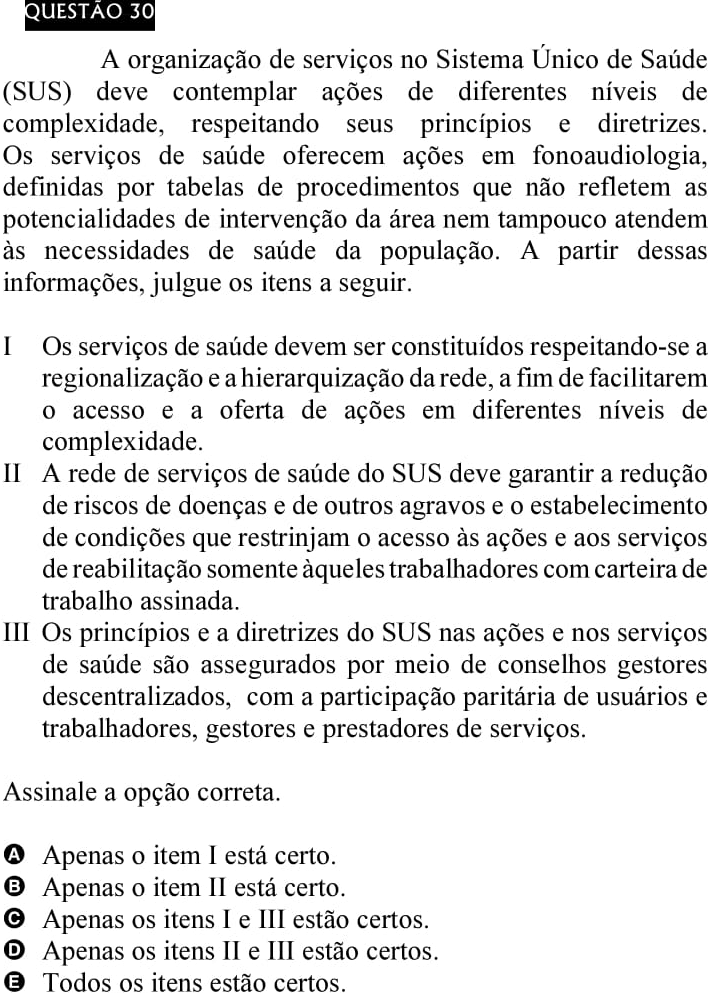 QUESTÃO 30
A organização de serviços no Sistema Único de Saúde
(SUS) deve contemplar ações de diferentes níveis de
complexidade, respeitando seus princípios e diretrizes.
Os serviços de saúde oferecem ações em fonoaudiologia,
definidas por tabelas de procedimentos que não refletem as
potencialidades de intervenção da área nem tampouco atendem
às necessidades de saúde da população. A partir dessas
informações, julgue os itens a seguir.
I Os serviços de saúde devem ser constituídos respeitando-se a
regionalização e a hierarquização da rede, a fim de facilitarem
o acesso e a oferta de ações em diferentes níveis de
complexidade.
II A rede de serviços de saúde do SUS deve garantir a redução
de riscos de doenças e de outros agravos e o estabelecimento
de condições que restrinjam o acesso às ações e aos serviços
de reabilitação somente àqueles trabalhadores com carteira de
trabalho assinada.
III Os princípios e a diretrizes do SUS nas ações e nos serviços
de saúde são assegurados por meio de conselhos gestores
descentralizados, com a participação paritária de usuários e
trabalhadores, gestores e prestadores de serviços.
Assinale a opção correta.
A Apenas o item I está certo.
B Apenas o item II está certo.
C Apenas os itens I e III estão certos.
D Apenas os itens II e III estão certos.
E Todos os itens estão certos.